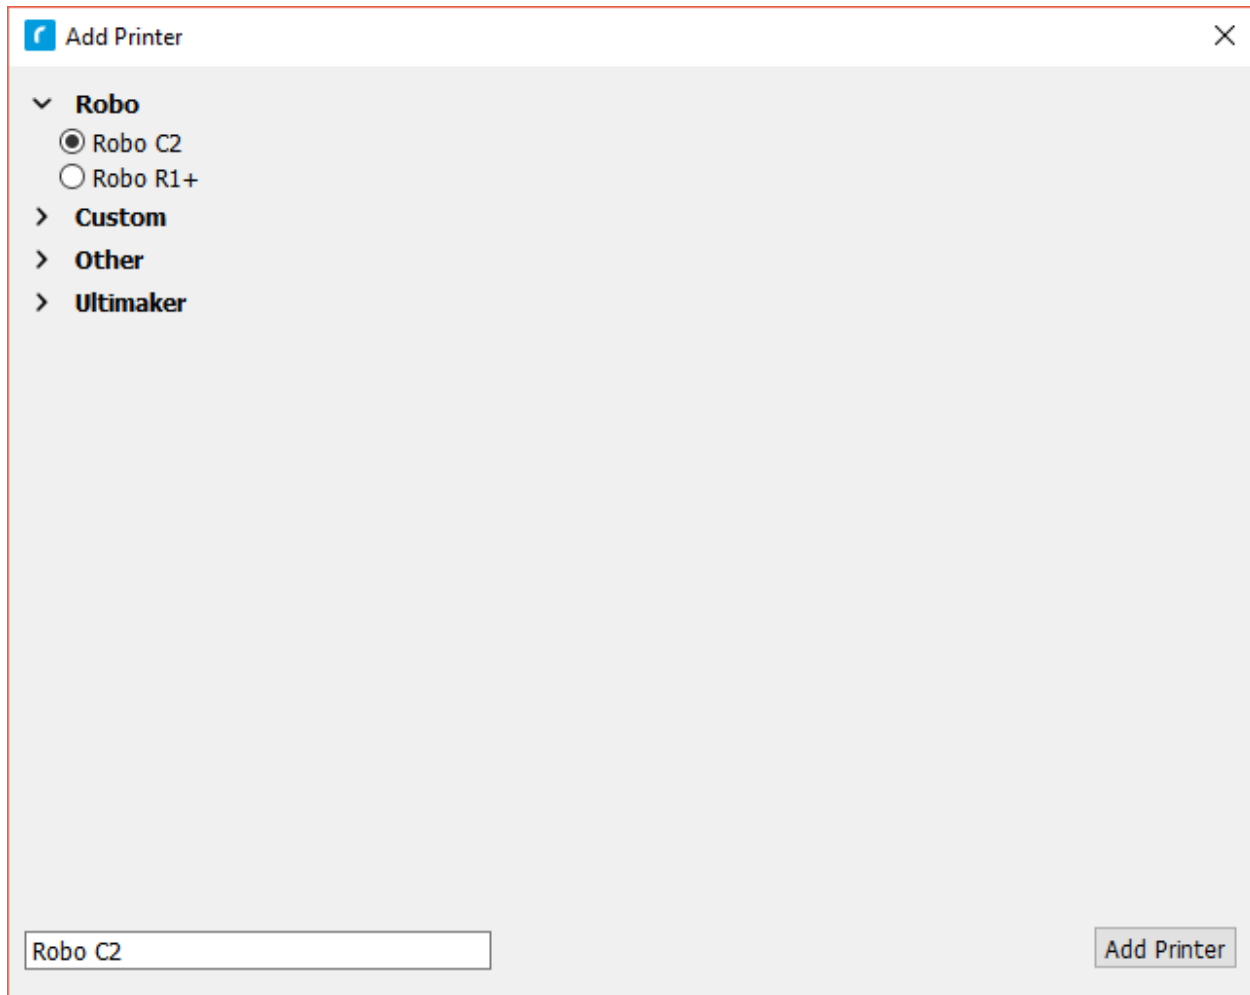 Add Printer
Robo
Robo C2
Robo R1+
Custom
Other
Ultimaker
Robo C2
Add Printer